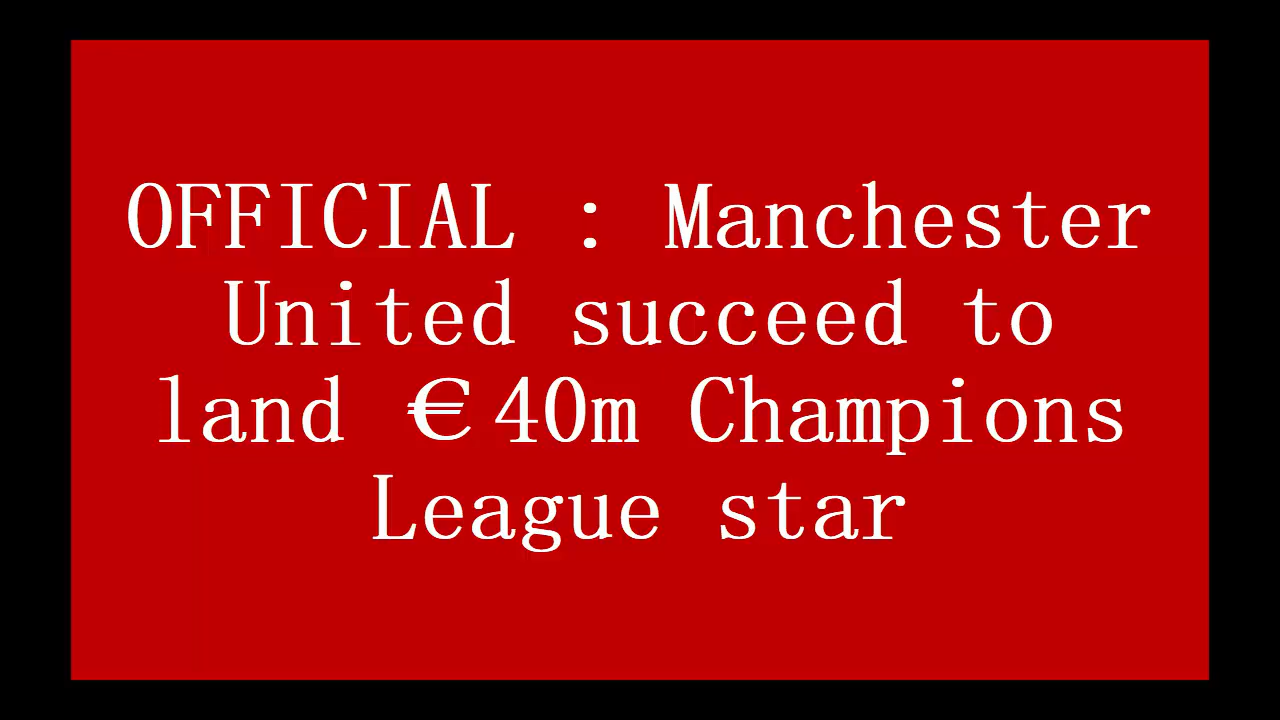 OFFICIAL : Manchester
United succeed to
land €40m Champions
League star